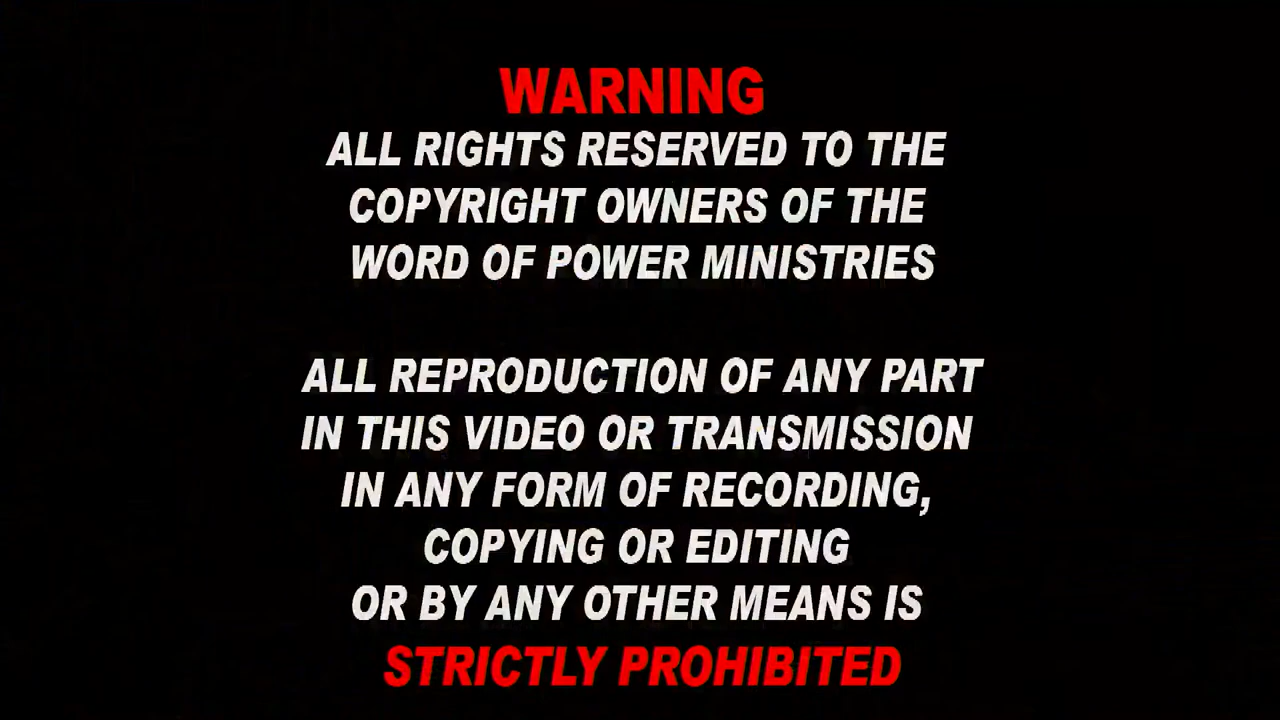 WARNING
ALL RIGHTS RESERVED TO THE
COPYRIGHT OWNERS OF THE
WORD OF POWER MINISTRIES
ALL REPRODUCTION OF ANY PART
IN THIS VIDEO OR TRANSMISSION
IN ANY FORM OF RECORDING,
COPYING OR EDITING
OR BY ANY OTHER MEANS IS
STRICTLY PROHIBITED